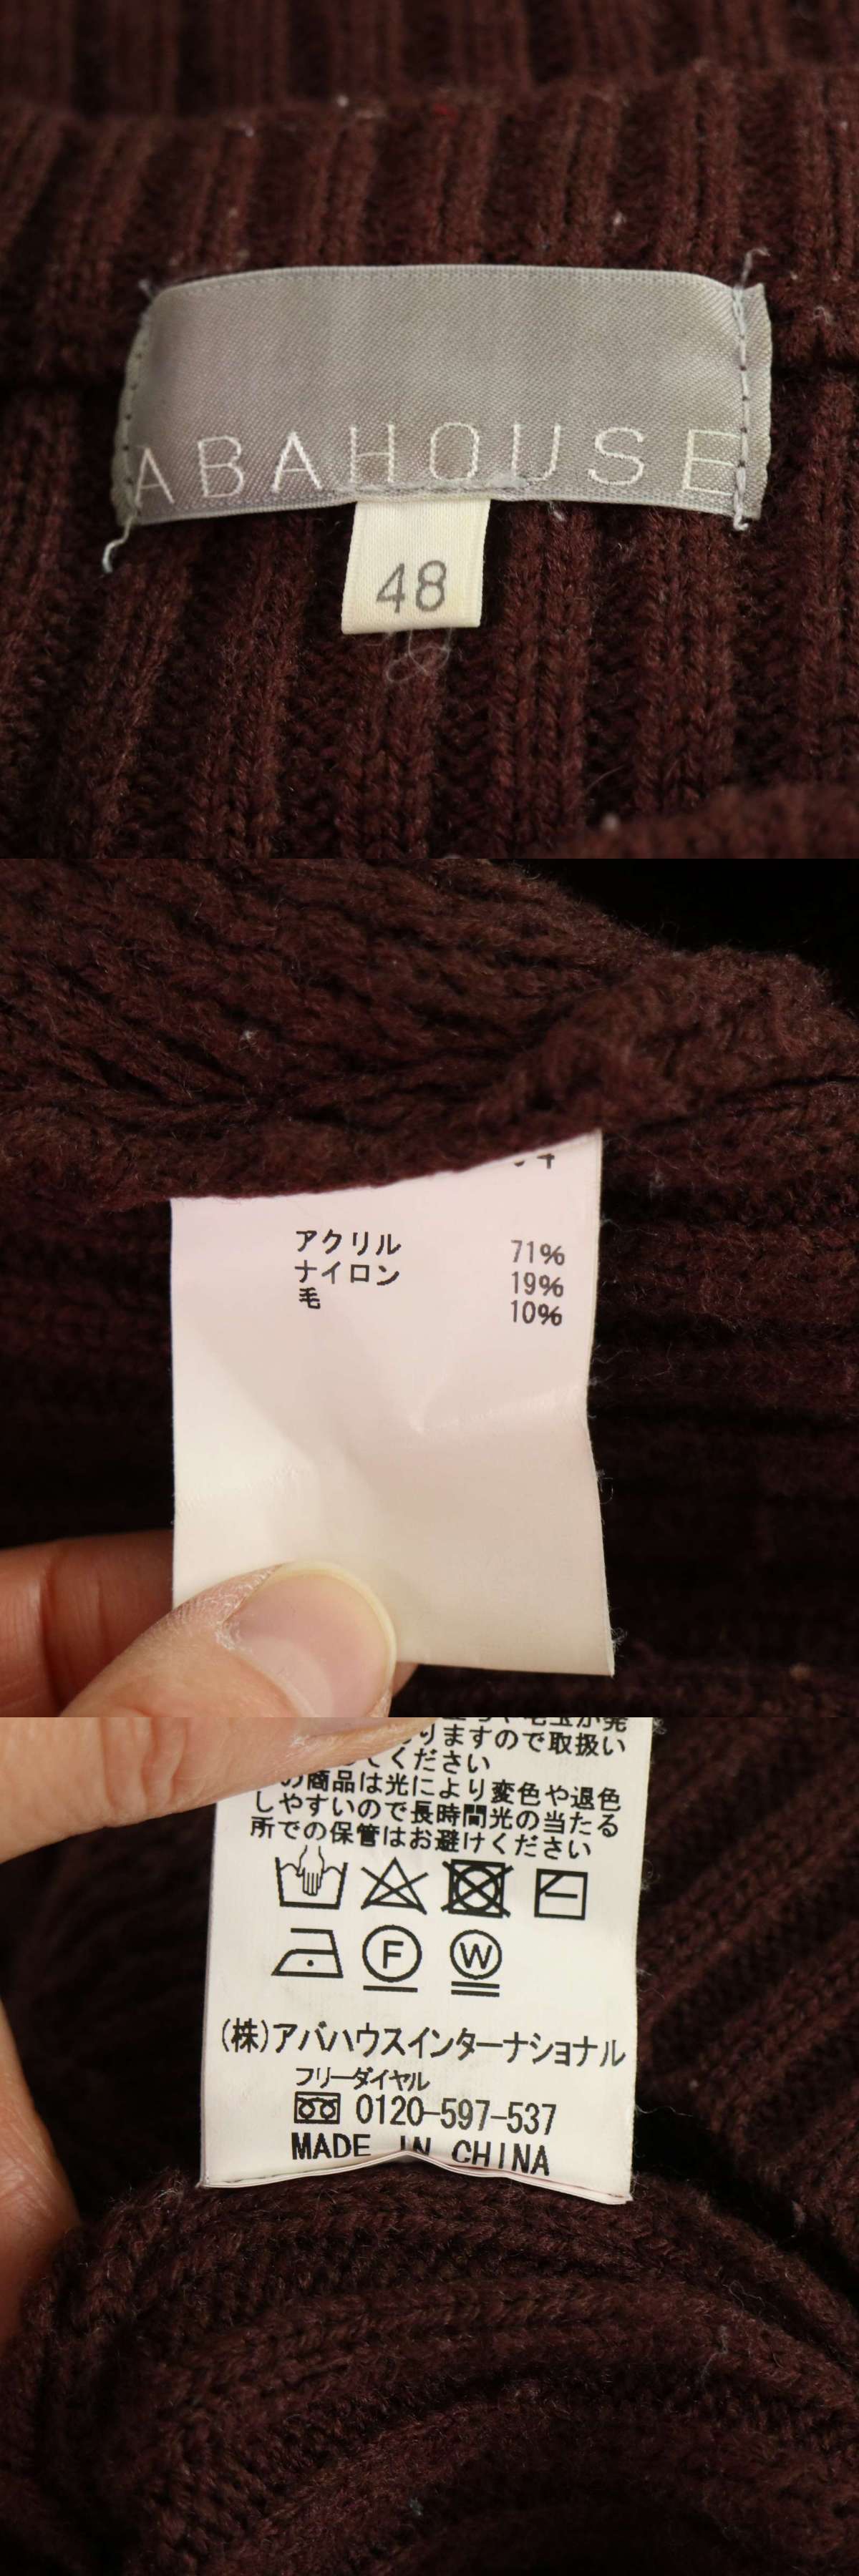 ABAHOUSE
48
アクリル 71%
ナイロン 19%
毛 10%
りますので取扱い
ください
の商品は光により変色や退色
しやすいので長時間光の当たる
所での保管はお避けください
F W
(株)アバハウスインターナショナル
フリーダイヤル
0120-597-537
MADE IN CHINA